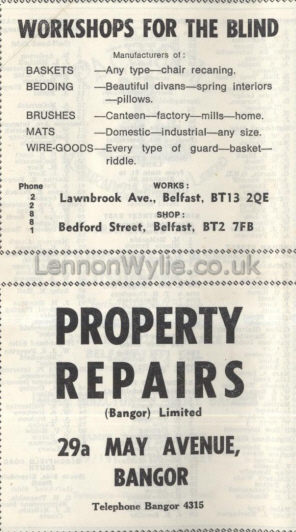 WORKSHOPS FOR THE BLIND
Manufacturers of :
BASKETS —Any type—chair recaning.
BEDDING —Beautiful divans—spring interiors
—pillows.
BRUSHES —Canteen—factory—mills—home.
MATS —Domestic—industrial—any size.
WIRE-GOODS—Every type of guard—basket—
riddle.
Phone
2
2
8
8
1
WORKS :
Lawnbrook Ave., Belfast, BT13 2QE
SHOP :
Bedford Street, Belfast, BT2 7FB
LennonWylie.co.uk
PROPERTY
REPAIRS
(Bangor) Limited
29a MAY AVENUE,
BANGOR
Telephone Bangor 4315